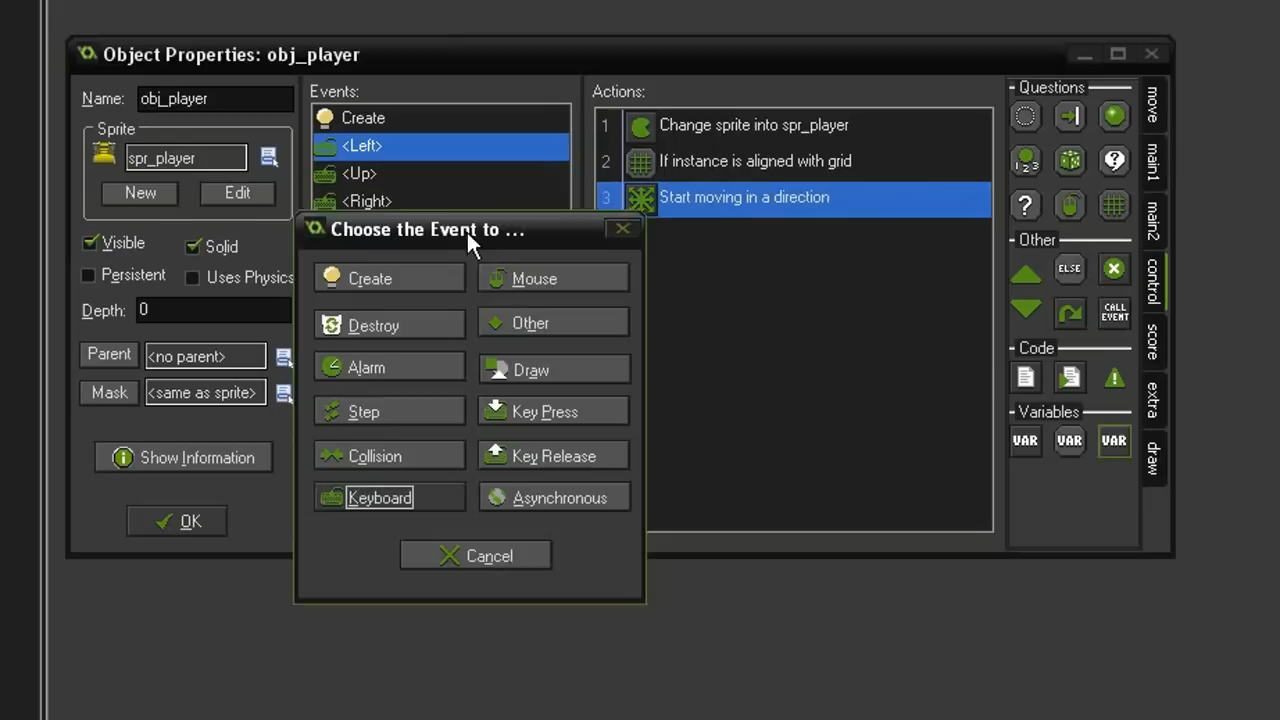 Object Properties: obj_player
Name: obj_player
Sprite
spr_player
New Edit
Visible Solid
Persistent Uses Physics
Depth: 0
Parent <no parent>
Mask <same as sprite>
Show Information
OK
Events:
Create
<Left>
<Up>
<Right>
Choose the Event to ...
Create Mouse
Destroy Other
Alarm Draw
Step Key Press
Collision Key Release
Keyboard Asynchronous
Cancel
Actions:
1 Change sprite into spr_player
2 If instance is aligned with grid
3 Start moving in a direction
Questions
1 2 3 ?
?
Other
ELSE
CALL EVENT
Code
Variables
VAR VAR VAR
move
main1
main2
control
score
extra
draw